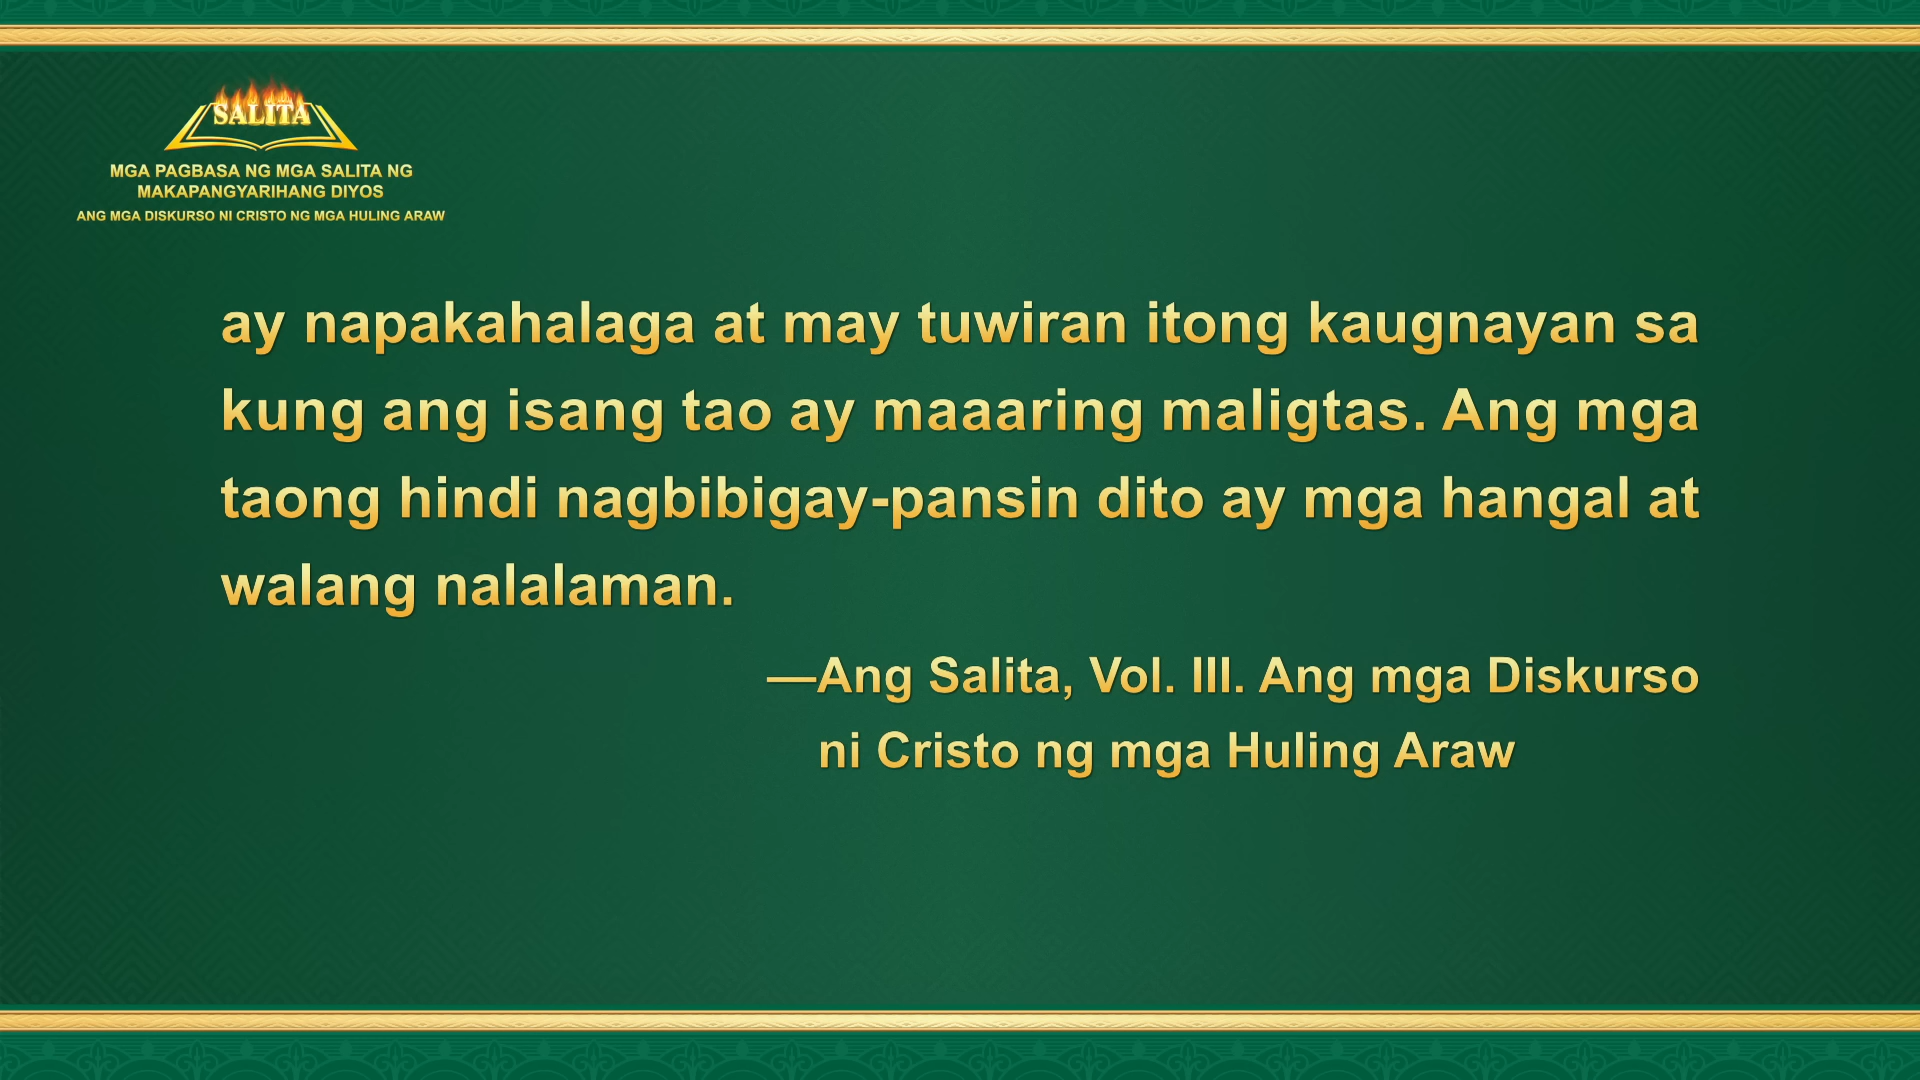 SALITA
MGA PAGBASA NG MGA SALITA NG
MAKAPANGYARIHANG DIYOS
ANG MGA DISKURSO NI CRISTO NG MGA HULING ARAW
ay napakahalaga at may tuwiran itong kaugnayan sa
kung ang isang tao ay maaaring maligtas. Ang mga
taong hindi nagbibigay-pansin dito ay mga hangal at
walang nalalaman.
—Ang Salita, Vol. III. Ang mga Diskurso
ni Cristo ng mga Huling Araw